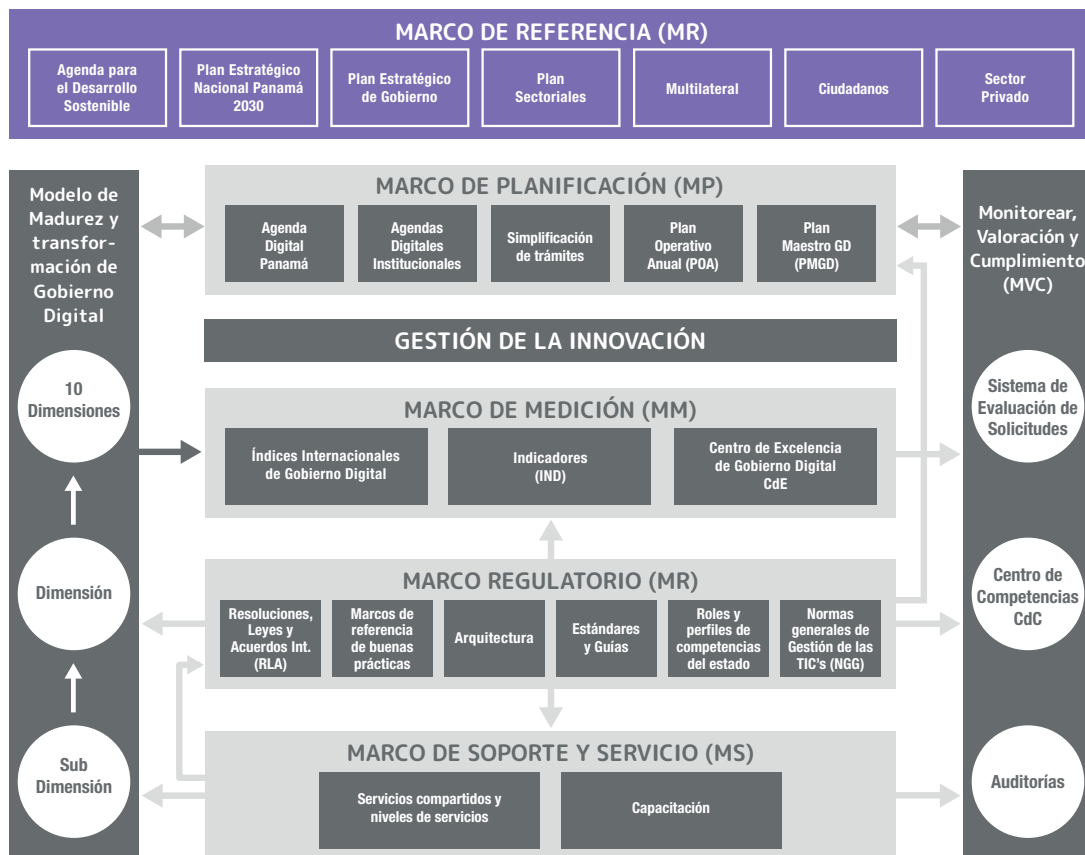 MARCO DE REFERENCIA (MR)
Agenda para
el Desarrollo
Sostenible
Plan Estratégico
Nacional Panamá
2030
Plan Estratégico
de Gobierno
Plan
Sectoriales
Multilateral
Ciudadanos
Sector
Privado
Modelo de
Madurez y
transfor-
mación de
Gobierno
Digital
10
Dimensiones
Dimensión
Sub
Dimensión
MARCO DE PLANIFICACIÓN (MP)
Agenda
Digital
Panamá
Agendas
Digitales
Institucionales
Simplificación
de trámites
Plan
Operativo
Anual (POA)
Plan
Maestro GD
(PMGD)
GESTIÓN DE LA INNOVACIÓN
MARCO DE MEDICIÓN (MM)
Índices Internacionales
de Gobierno Digital
Indicadores
(IND)
Centro de Excelencia
de Gobierno Digital
CdE
MARCO REGULATORIO (MR)
Resoluciones,
Leyes y
Acuerdos Int.
(RLA)
Marcos de
referencia
de buenas
prácticas
Arquitectura
Estándares
y Guías
Roles y
perfiles de
competencias
del estado
Normas
generales de
Gestión de las
TIC's (NGG)
MARCO DE SOPORTE Y SERVICIO (MS)
Servicios compartidos y
niveles de servicios
Capacitación
Monitorear,
Valoración y
Cumplimiento
(MVC)
Sistema de
Evaluación de
Solicitudes
Centro de
Competencias
CdC
Auditorías